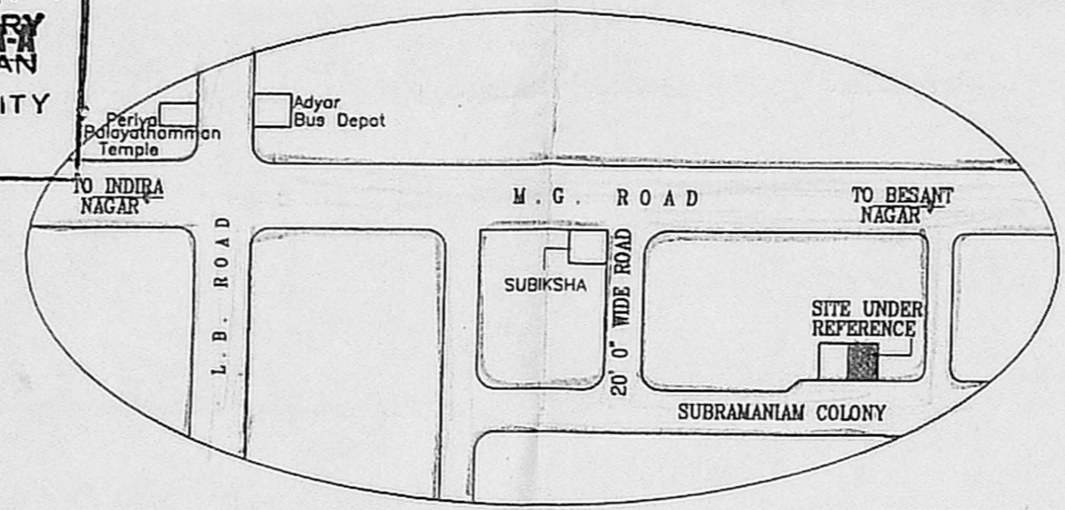 AN
ITY
Periya
Palayathamman
Temple
Adyar
Bus Depot
TO INDIRA
NAGAR
M.G. ROAD
TO BESANT
NAGAR
L.B. ROAD
SUBIKSHA
20' 0" WIDE ROAD
SITE UNDER
REFERENCE
SUBRAMANIAM COLONY